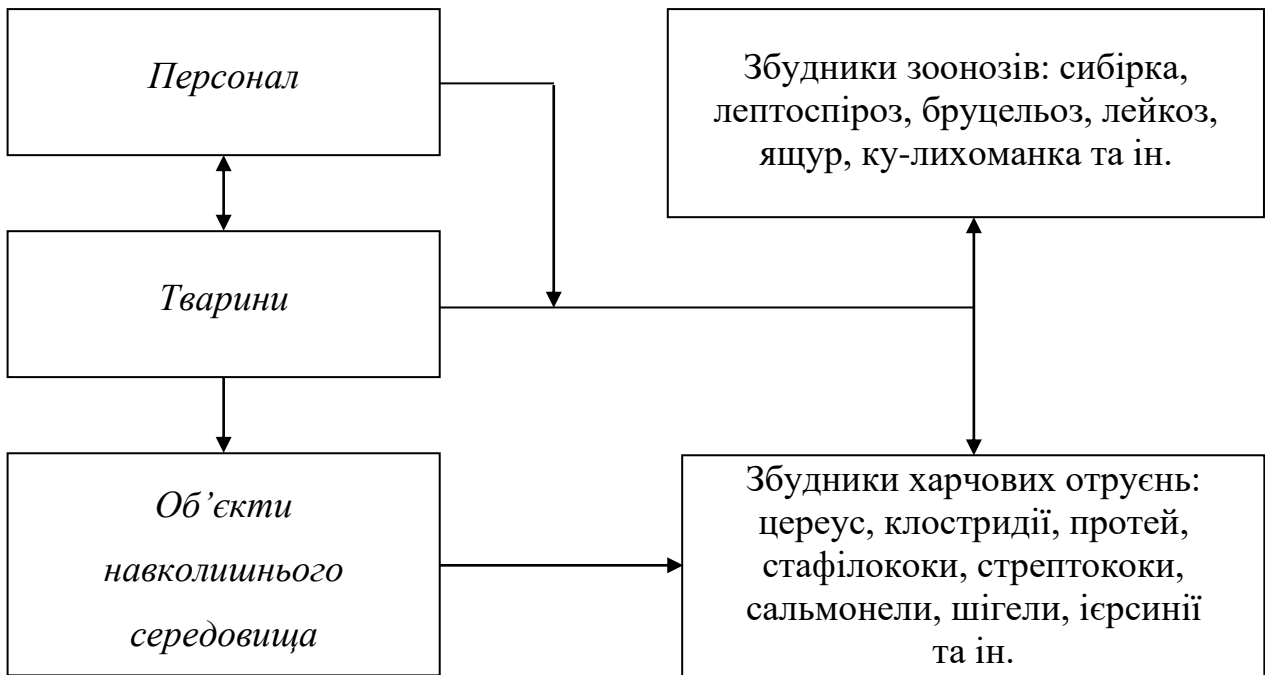 Персонал
Збудники зоонозів: сибірка,
лептоспіроз, бруцельоз, лейкоз,
ящур, ку-лихоманка та ін.
Тварини
Об’єкти
навколишнього
середовища
Збудники харчових отруєнь:
цереус, клостридії, протей,
стафілококи, стрептококи,
сальмонели, шігели, ієрсинії
та ін.